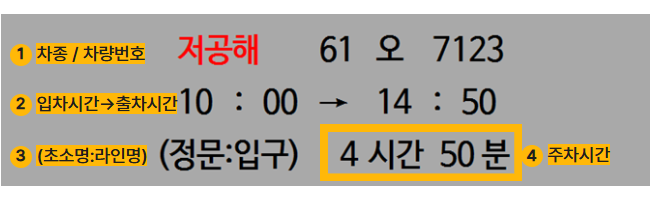 1 차종 / 차량번호 저공해 61 오 7123
2 입차시간→출차시간 10 : 00 → 14 : 50
3 (초소명:라인명) (정문:입구) 4 시간 50 분 4 주차시간